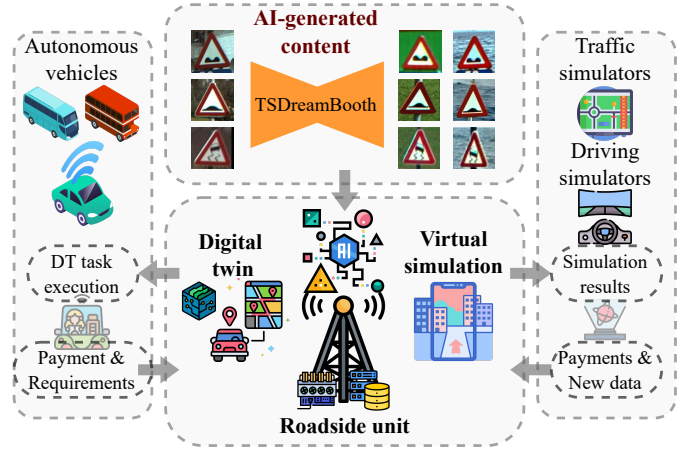 Autonomous
vehicles
DT task
execution
Payment &
Requirements
AI-generated
content
TSDreamBooth
Digital
twin
AI
Virtual
simulation
Roadside unit
Traffic
simulators
Driving
simulators
Simulation
results
Payments &
New data